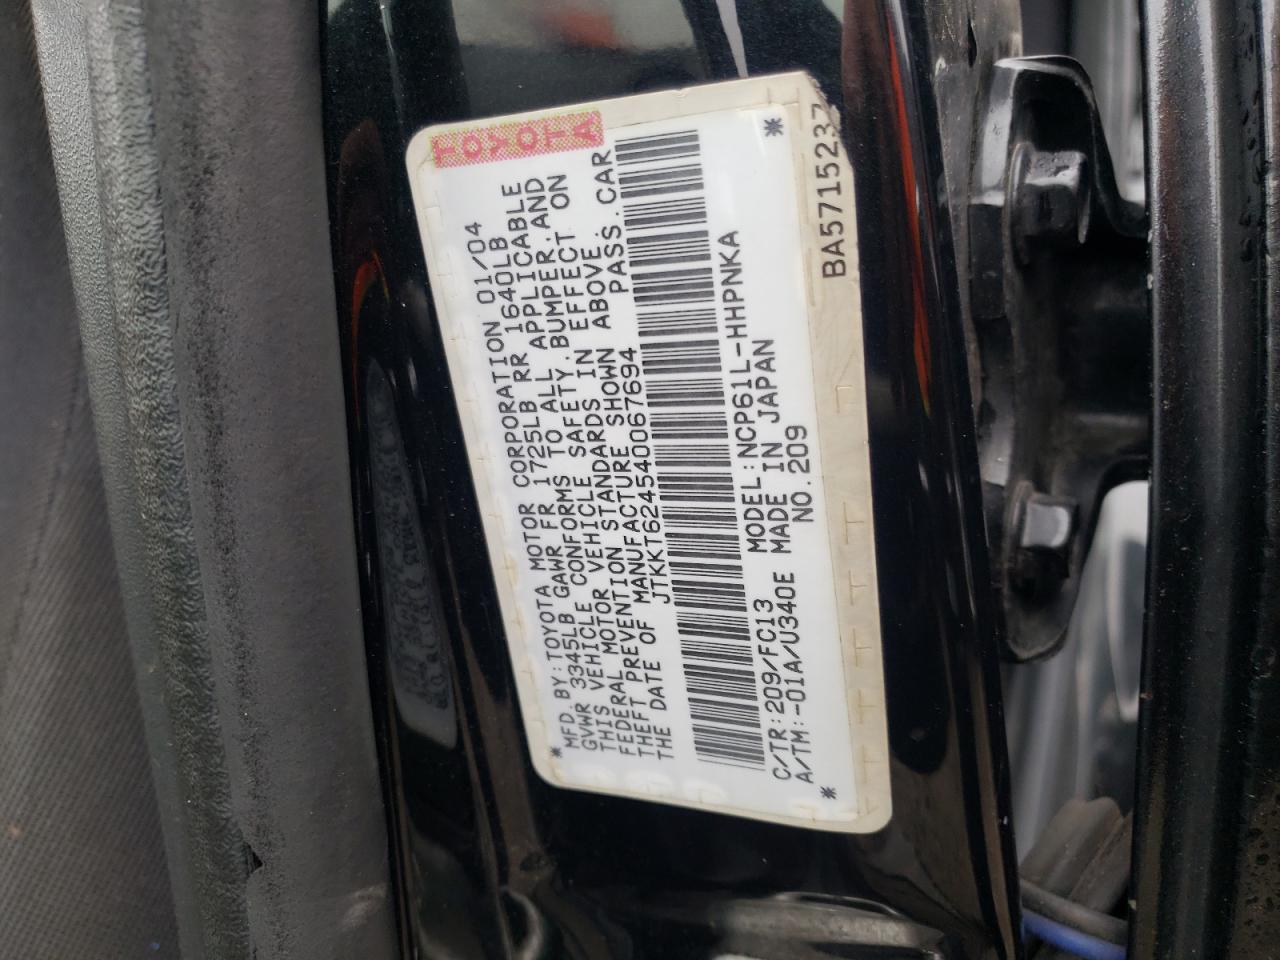 TOYOTA
*MFD. BY: TOYOTA MOTOR CORPORATION 01/04
GVWR 3345LB GAWR FR 1725LB RR 1640LB
THIS VEHICLE CONFORMS TO ALL APPLICABLE
FEDERAL MOTOR VEHICLE SAFETY, BUMPER, AND
THEFT PREVENTION STANDARDS IN EFFECT ON
THE DATE OF MANUFACTURE SHOWN ABOVE.
JTKKT624540067694 PASS. CAR
C/TR: 209/FC13 MODEL: NCP61L-HHPNKA
A/TM: -01A/U340E MADE IN JAPAN
* NO. 209 *
BA5715237